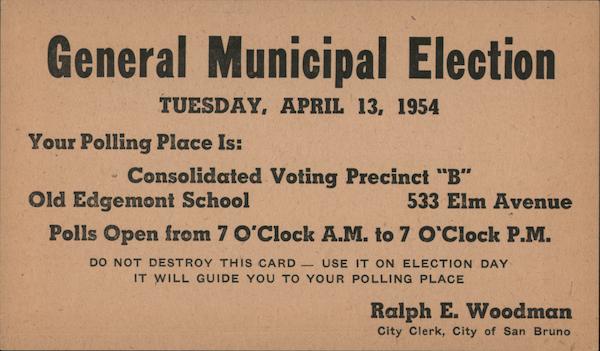 General Municipal Election
TUESDAY, APRIL 13, 1954
Your Polling Place Is:
Consolidated Voting Precinct "B"
Old Edgemont School 533 Elm Avenue
Polls Open from 7 O'Clock A.M. to 7 O'Clock P.M.
DO NOT DESTROY THIS CARD — USE IT ON ELECTION DAY
IT WILL GUIDE YOU TO YOUR POLLING PLACE
Ralph E. Woodman
City Clerk, City of San Bruno